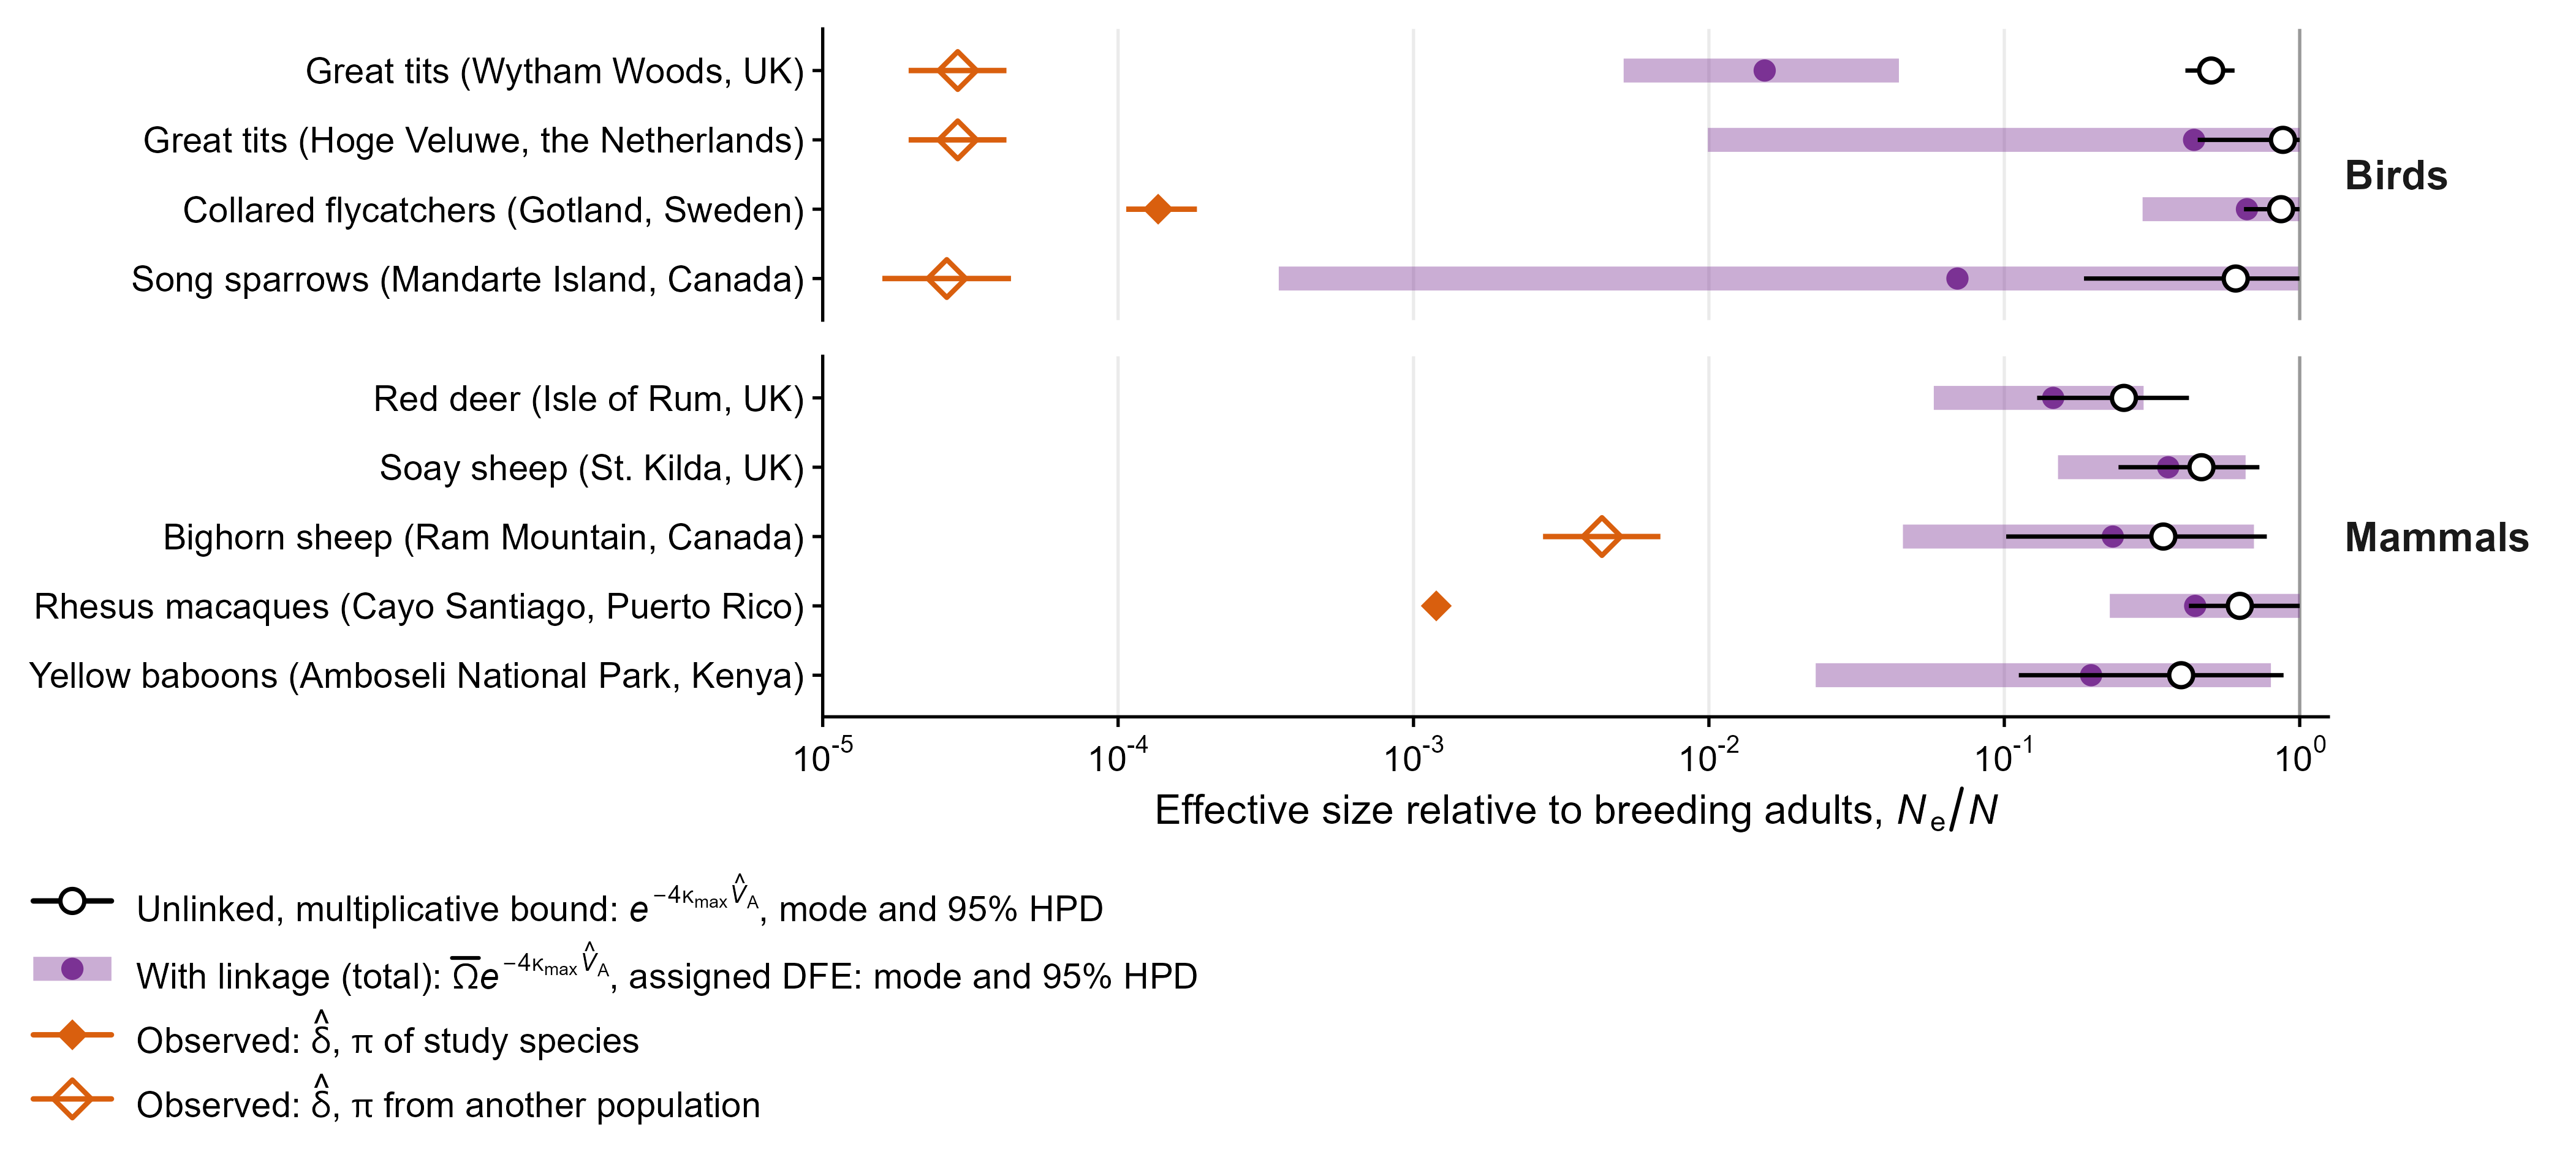 Great tits (Wytham Woods, UK)
Great tits (Hoge Veluwe, the Netherlands)
Collared flycatchers (Gotland, Sweden)
Song sparrows (Mandarte Island, Canada)
Birds
Red deer (Isle of Rum, UK)
Soay sheep (St. Kilda, UK)
Bighorn sheep (Ram Mountain, Canada)
Rhesus macaques (Cayo Santiago, Puerto Rico)
Yellow baboons (Amboseli National Park, Kenya)
Mammals
10⁻⁵ 10⁻⁴ 10⁻³ 10⁻² 10⁻¹ 10⁰
Effective size relative to breeding adults, Nₑ/N
Unlinked, multiplicative bound: e^{−4κ_max V̂_A}, mode and 95% HPD
With linkage (total): Ω̅e^{−4κ_max V̂_A}, assigned DFE: mode and 95% HPD
Observed: δ̂, π of study species
Observed: δ̂, π from another population